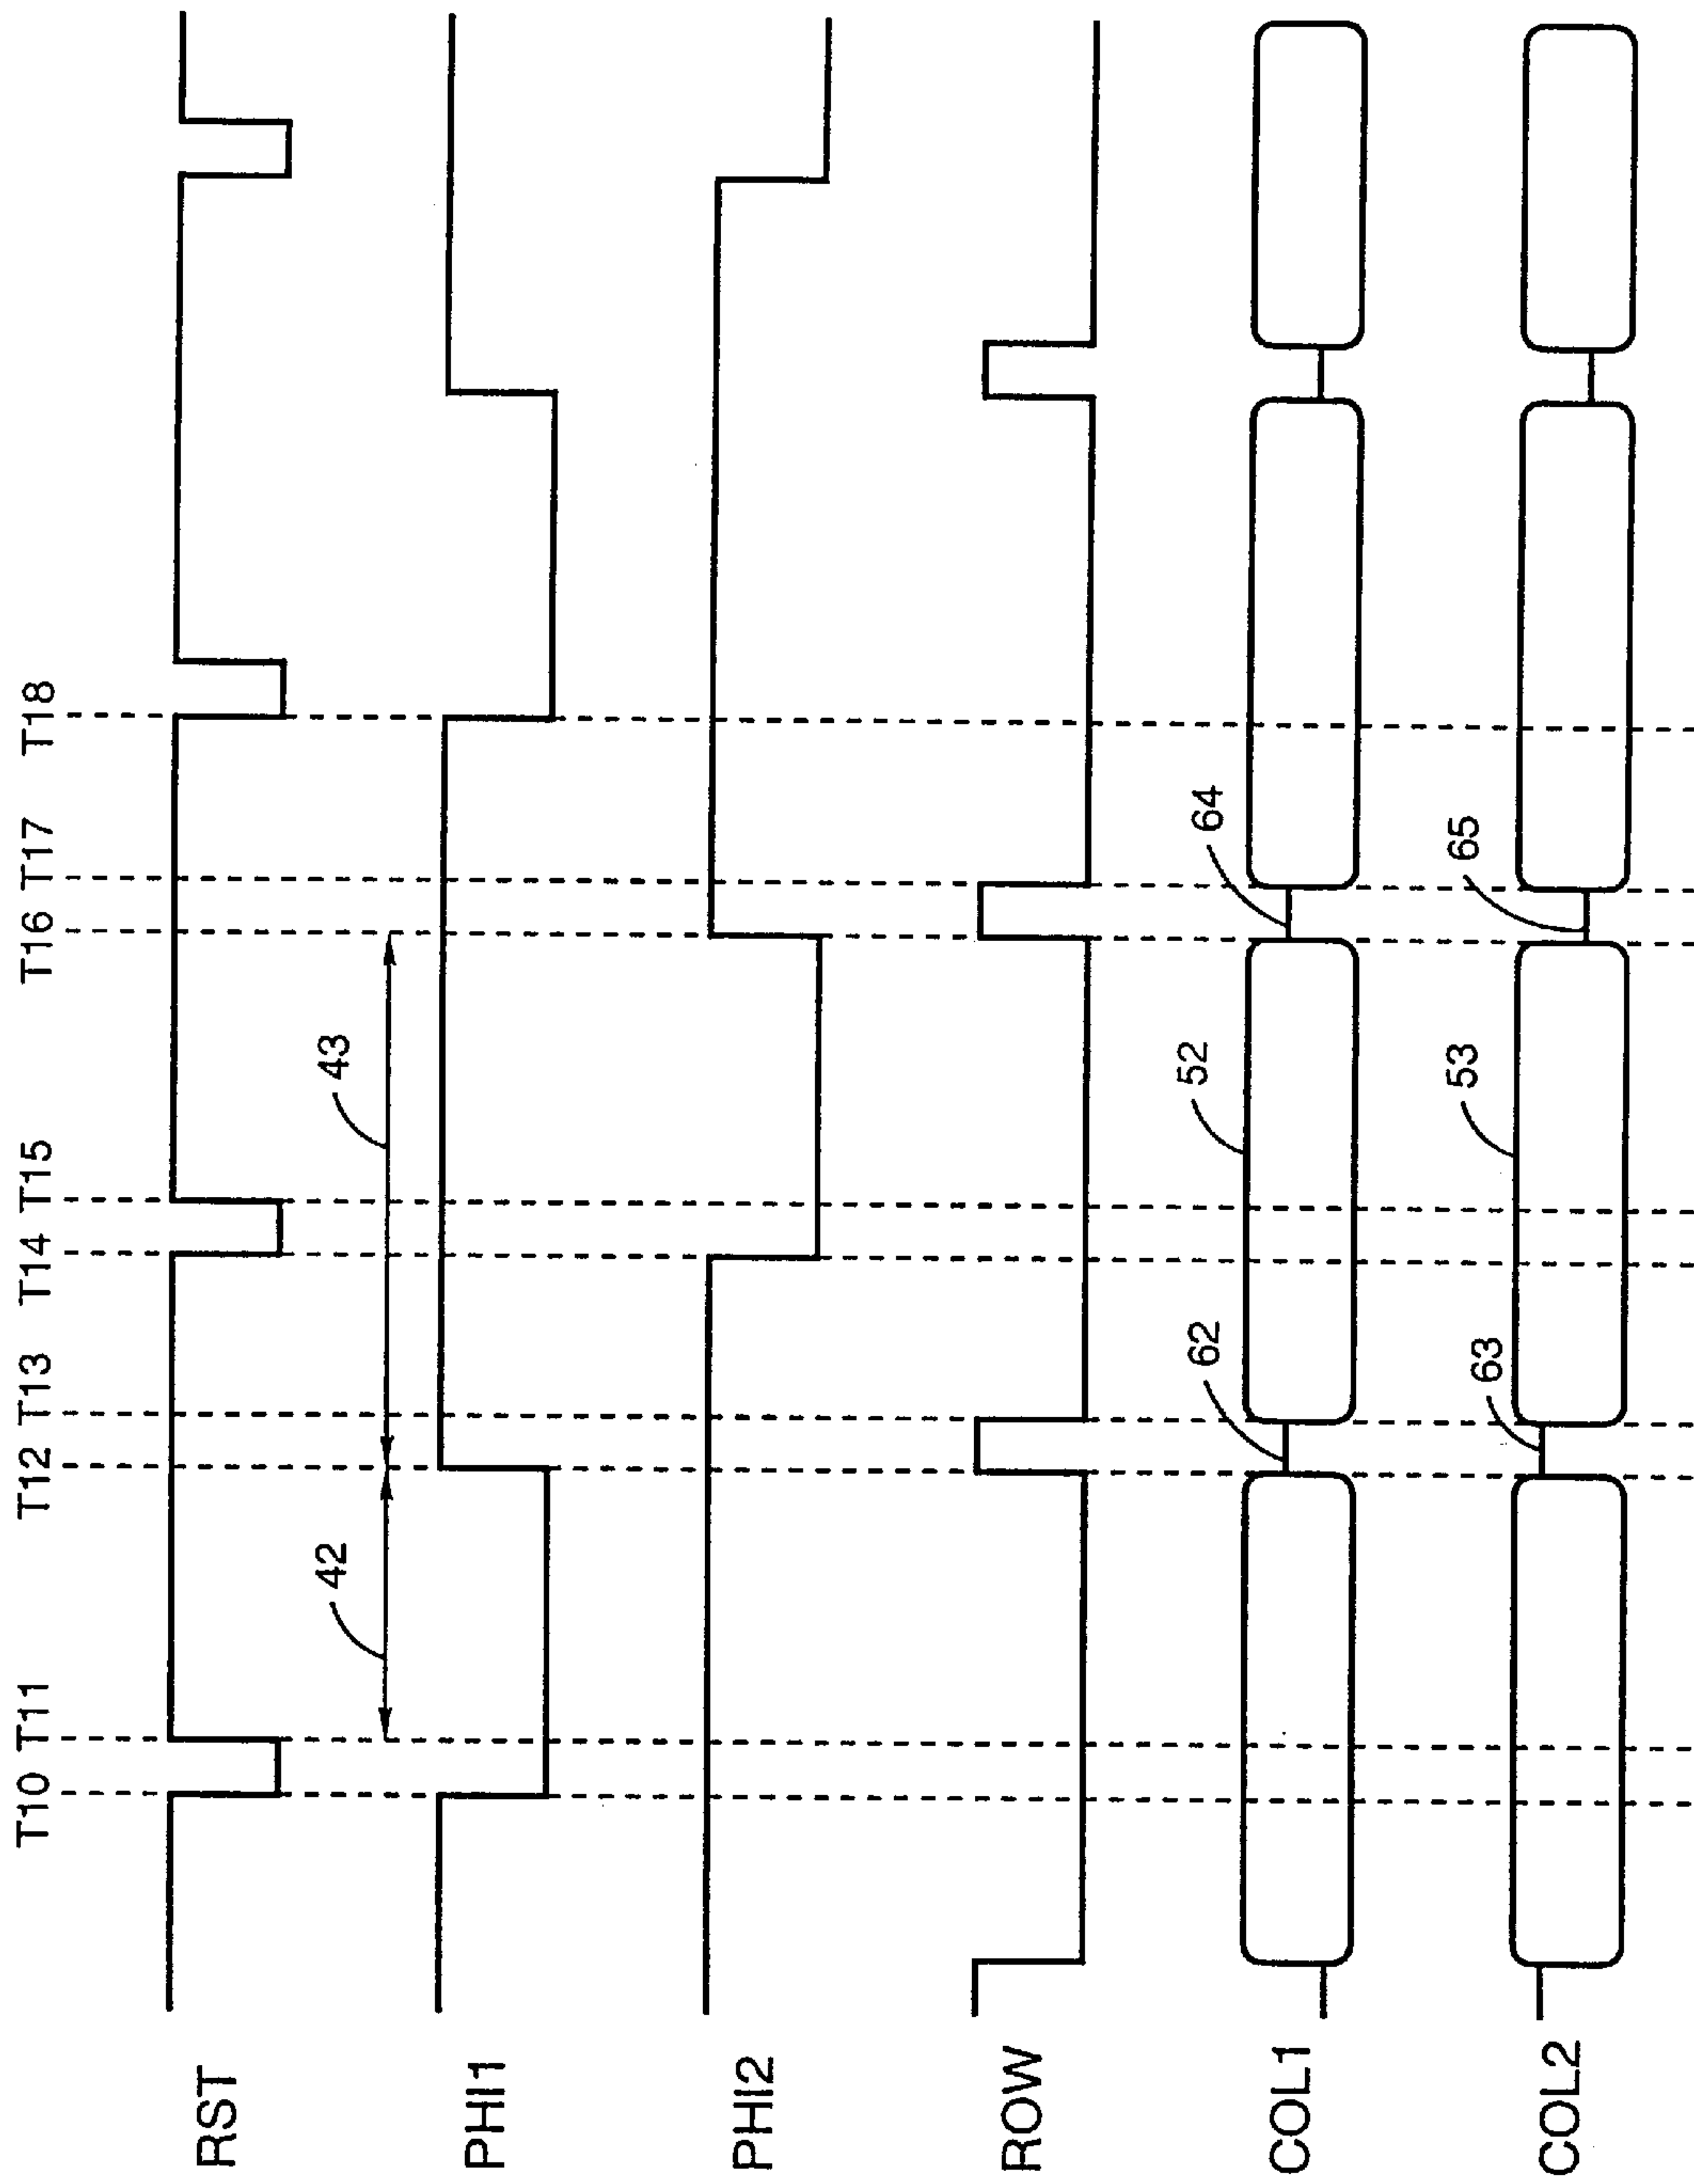 T10 T11 T12 T13 T14 T15 T16 T17 T18
RST
42 43
PHI1
PHI2
ROW
62 52 64
COL1
63 53 65
COL2